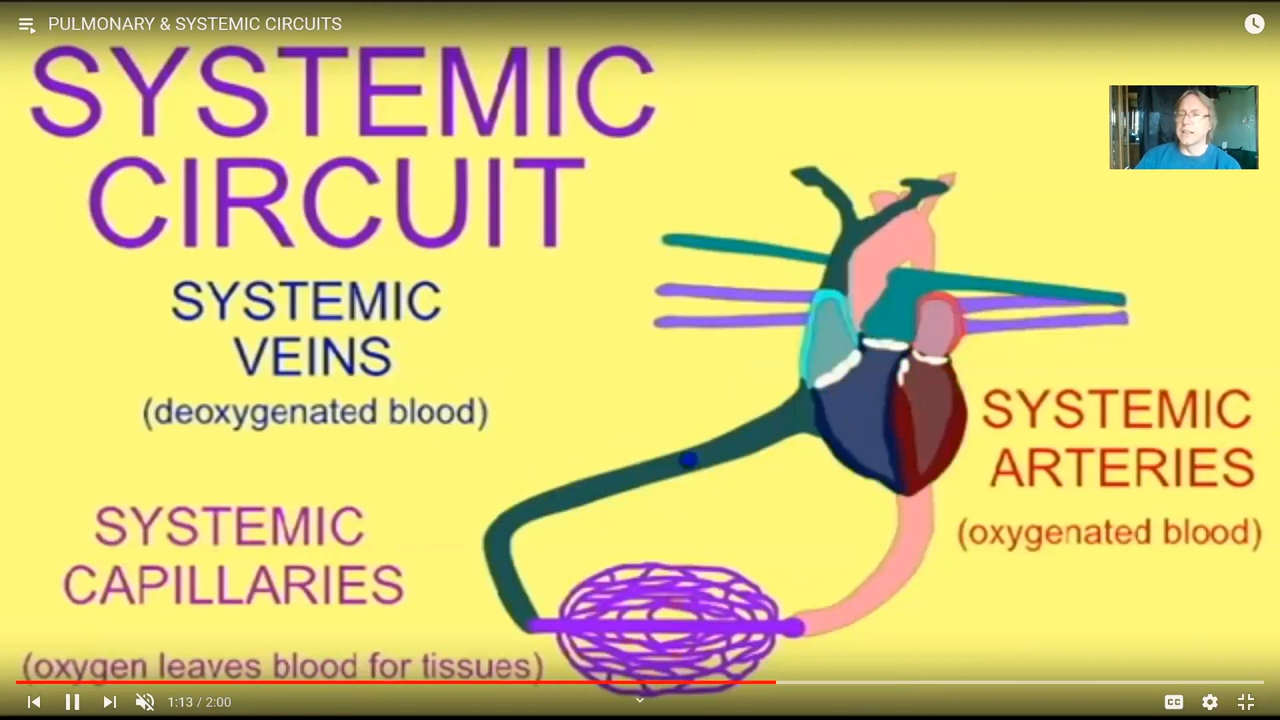 PULMONARY & SYSTEMIC CIRCUITS
SYSTEMIC
CIRCUIT
SYSTEMIC
VEINS
(deoxygenated blood)
SYSTEMIC
ARTERIES
(oxygenated blood)
SYSTEMIC
CAPILLARIES
(oxygen leaves blood for tissues)
1:13 / 2:00
CC